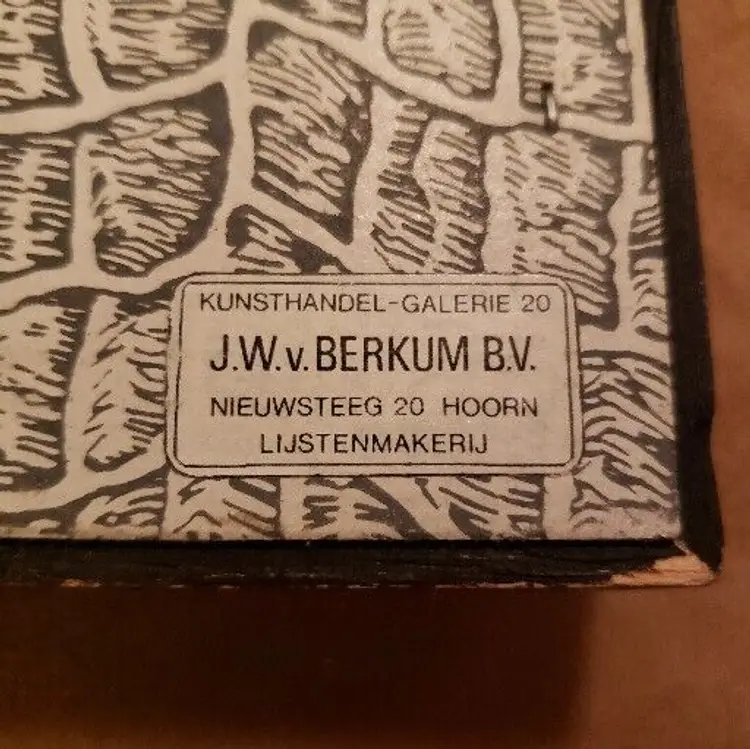 KUNSTHANDEL-GALERIE 20
J.W.v.BERKUM B.V.
NIEUWSTEEG 20 HOORN
LIJSTENMAKERIJ